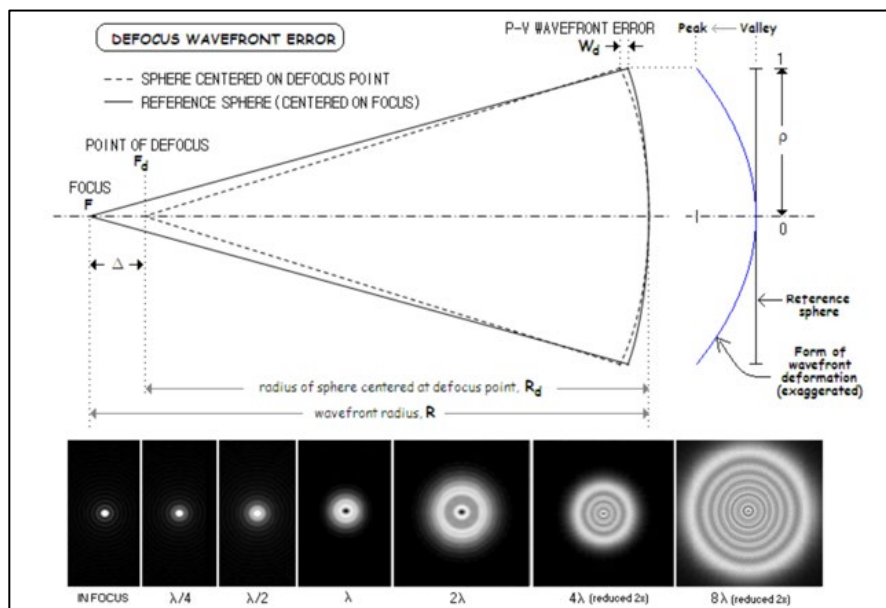 DEFOCUS WAVEFRONT ERROR
P-V WAVEFRONT ERROR
W_d
Peak ← Valley
--- SPHERE CENTERED ON DEFOCUS POINT
— REFERENCE SPHERE (CENTERED ON FOCUS)
1
POINT OF DEFOCUS
F_d
ρ
FOCUS
F
0
Δ
Reference
sphere
Form of
wavefront
deformation
(exaggerated)
radius of sphere centered at defocus point, R_d
wavefront radius, R
IN FOCUS λ/4 λ/2 λ 2λ 4λ (reduced 2x) 8λ (reduced 2x)